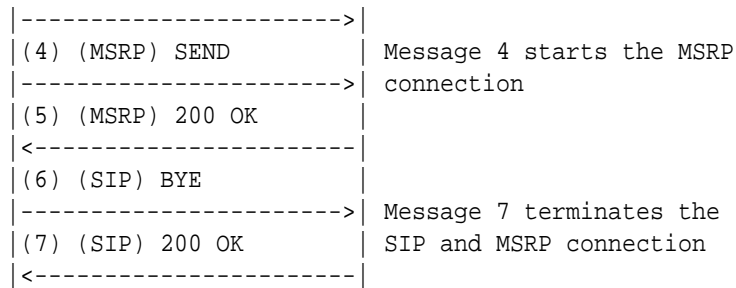 |----------------------->|
|(4) (MSRP) SEND         | Message 4 starts the MSRP
|----------------------->| connection
|(5) (MSRP) 200 OK       |
|<-----------------------|
|(6) (SIP) BYE           |
|----------------------->| Message 7 terminates the
|(7) (SIP) 200 OK        | SIP and MSRP connection
|<-----------------------|